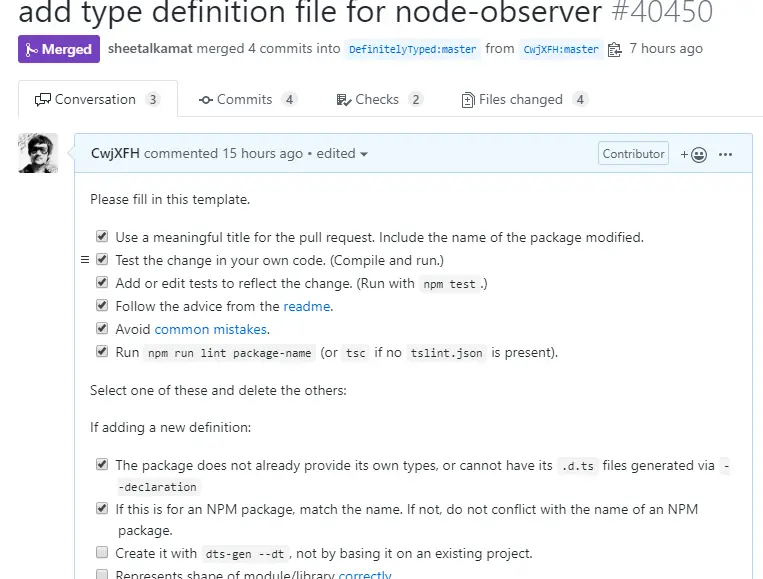 add type definition file for node-observer #40450
Merged sheetalkamat merged 4 commits into DefinitelyTyped:master from CwjXFH:master 7 hours ago
Conversation 3 Commits 4 Checks 2 Files changed 4
CwjXFH commented 15 hours ago • edited Contributor
Please fill in this template.
Use a meaningful title for the pull request. Include the name of the package modified.
Test the change in your own code. (Compile and run.)
Add or edit tests to reflect the change. (Run with npm test .)
Follow the advice from the readme.
Avoid common mistakes.
Run npm run lint package-name (or tsc if no tslint.json is present).
Select one of these and delete the others:
If adding a new definition:
The package does not already provide its own types, or cannot have its .d.ts files generated via -
-declaration
If this is for an NPM package, match the name. If not, do not conflict with the name of an NPM
package.
Create it with dts-gen --dt , not by basing it on an existing project.
Represents shape of module/library correctly